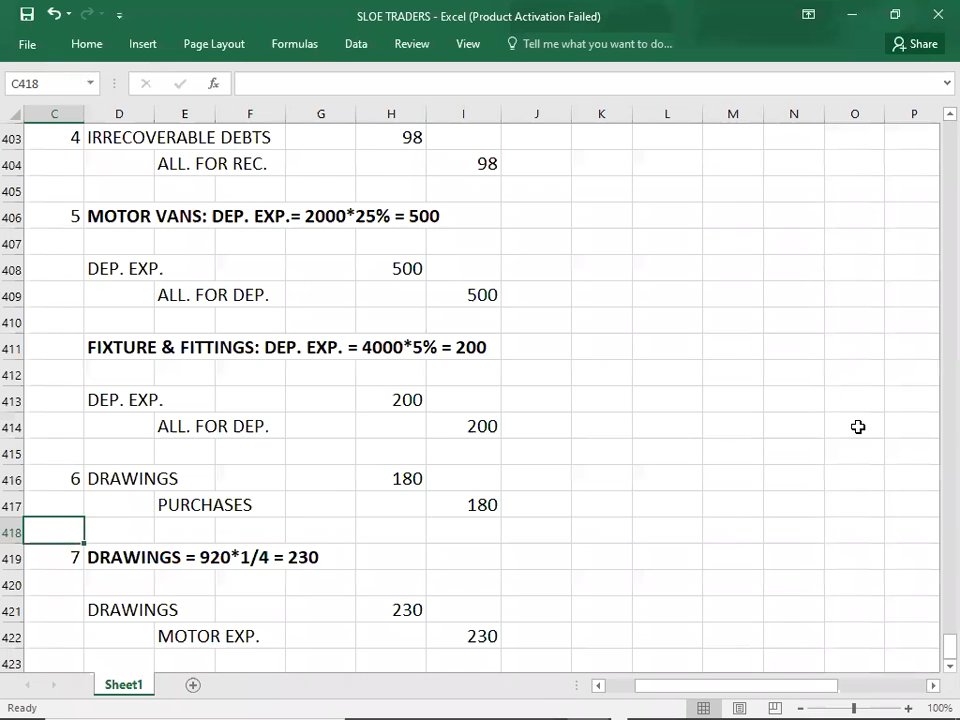 SLOE TRADERS - Excel (Product Activation Failed)
File Home Insert Page Layout Formulas Data Review View Tell me what you want to do... Share
C418 fx
C D E F G H I J K L M N O P
403 4 IRRECOVERABLE DEBTS 98
404 ALL. FOR REC. 98
405
406 5 MOTOR VANS: DEP. EXP.= 2000*25% = 500
407
408 DEP. EXP. 500
409 ALL. FOR DEP. 500
410
411 FIXTURE & FITTINGS: DEP. EXP. = 4000*5% = 200
412
413 DEP. EXP. 200
414 ALL. FOR DEP. 200
415
416 6 DRAWINGS 180
417 PURCHASES 180
418
419 7 DRAWINGS = 920*1/4 = 230
420
421 DRAWINGS 230
422 MOTOR EXP. 230
423
Sheet1
Ready 100%